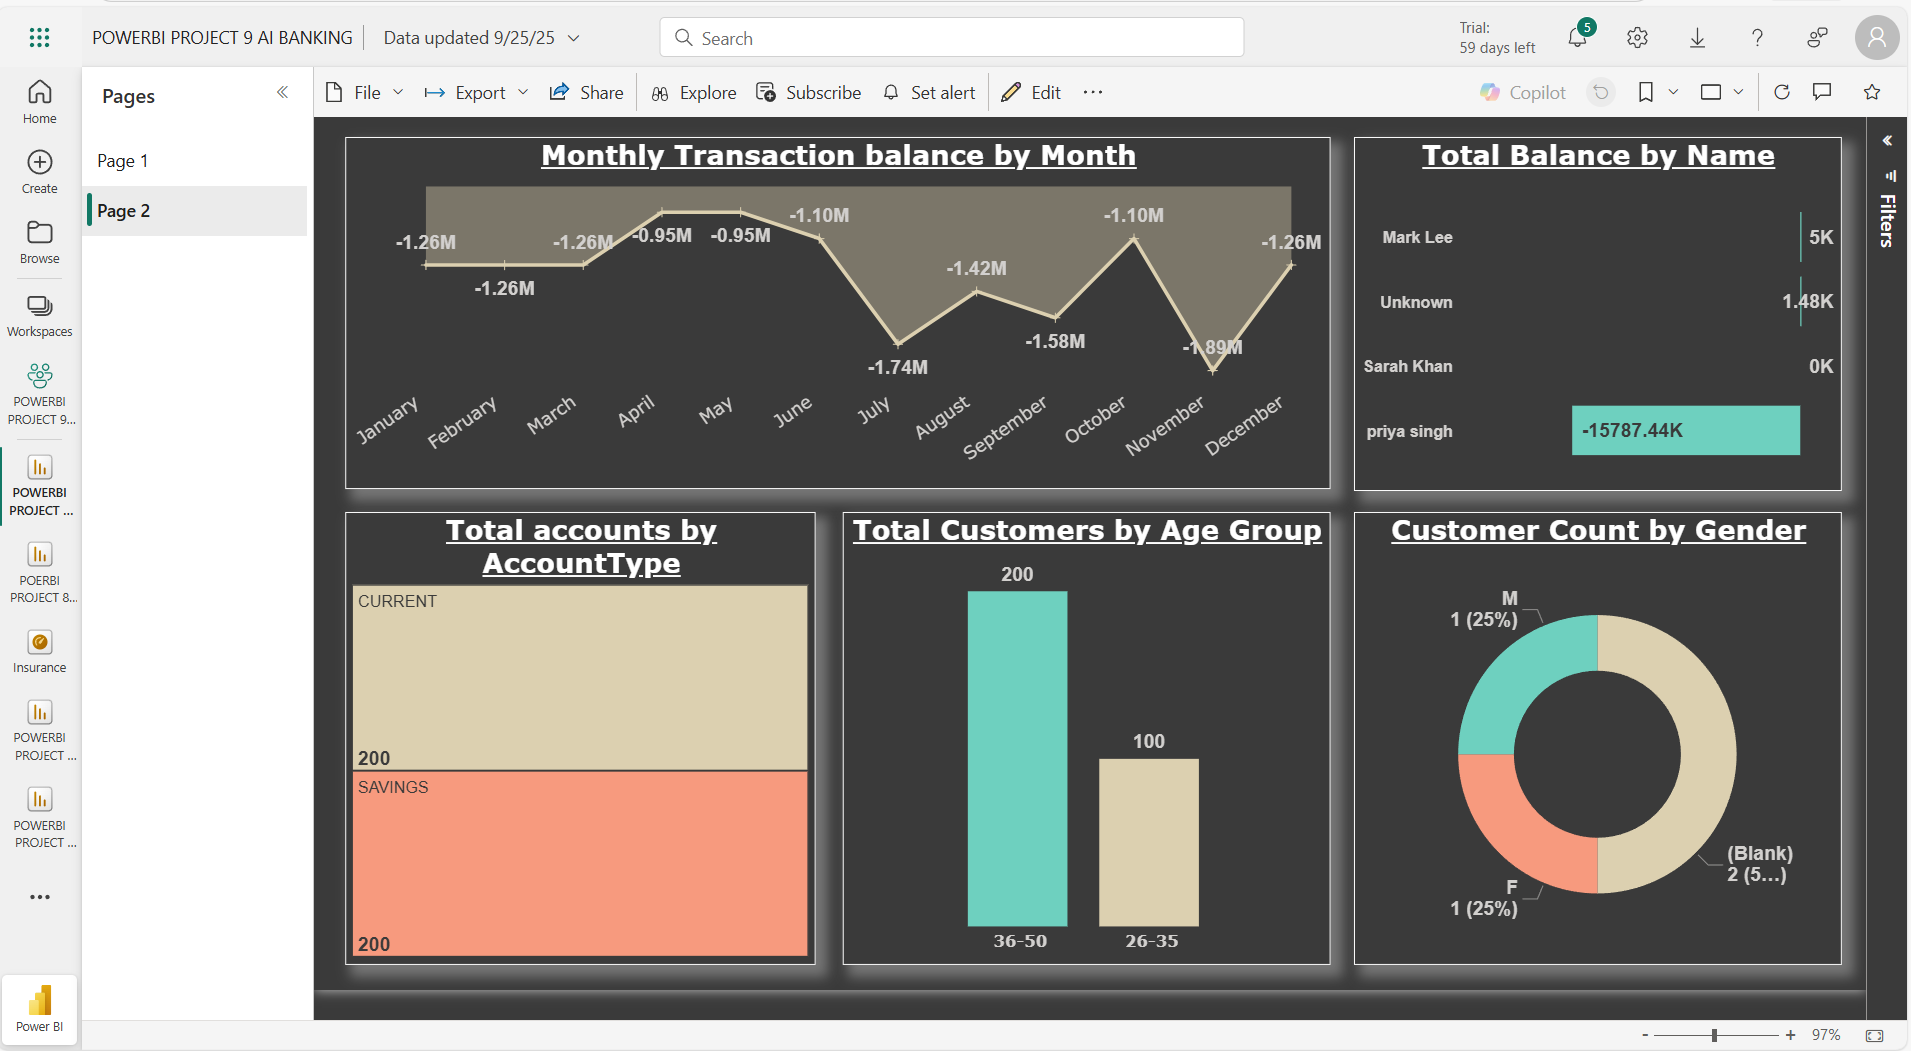 POWERBI PROJECT 9 AI BANKING
Data updated 9/25/25
Search
Trial:
59 days left
5
Home
Create
Browse
Workspaces
POWERBI
PROJECT 9...
POWERBI
PROJECT ...
POERBI
PROJECT 8...
Insurance
POWERBI
PROJECT ...
POWERBI
PROJECT ...
Power BI
Pages
Page 1
Page 2
File
Export
Share
Explore
Subscribe
Set alert
Edit
Copilot
Filters
Monthly Transaction balance by Month
-1.26M
-1.26M
-1.26M
-0.95M
-0.95M
-1.10M
-1.74M
-1.42M
-1.58M
-1.10M
-1.89M
-1.26M
January
February
March
April
May
June
July
August
September
October
November
December
Total Balance by Name
Mark Lee
5K
Unknown
1.48K
Sarah Khan
0K
priya singh
-15787.44K
Total accounts by
AccountType
CURRENT
200
SAVINGS
200
Total Customers by Age Group
200
100
36-50
26-35
Customer Count by Gender
M
1 (25%)
(Blank)
2 (5...)
F
1 (25%)
97%